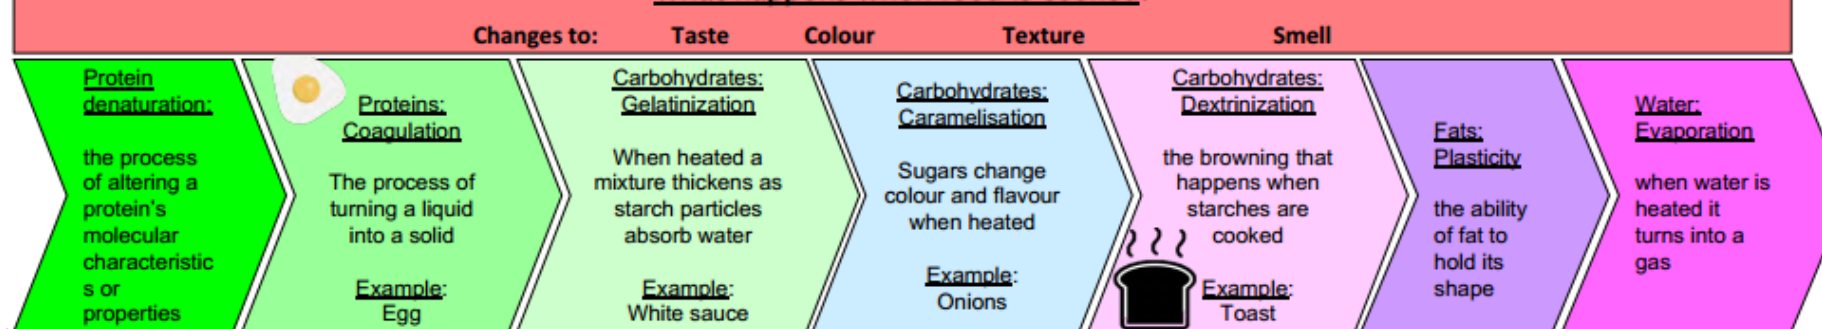 Changes to: Taste Colour Texture Smell
Protein
denaturation:
the process
of altering a
protein's
molecular
characteristic
s or
properties
Proteins:
Coagulation
The process of
turning a liquid
into a solid
Example:
Egg
Carbohydrates:
Gelatinization
When heated a
mixture thickens as
starch particles
absorb water
Example:
White sauce
Carbohydrates:
Caramelisation
Sugars change
colour and flavour
when heated
Example:
Onions
Carbohydrates:
Dextrinization
the browning that
happens when
starches are
cooked
Example:
Toast
Fats:
Plasticity
the ability
of fat to
hold its
shape
Water:
Evaporation
when water is
heated it
turns into a
gas